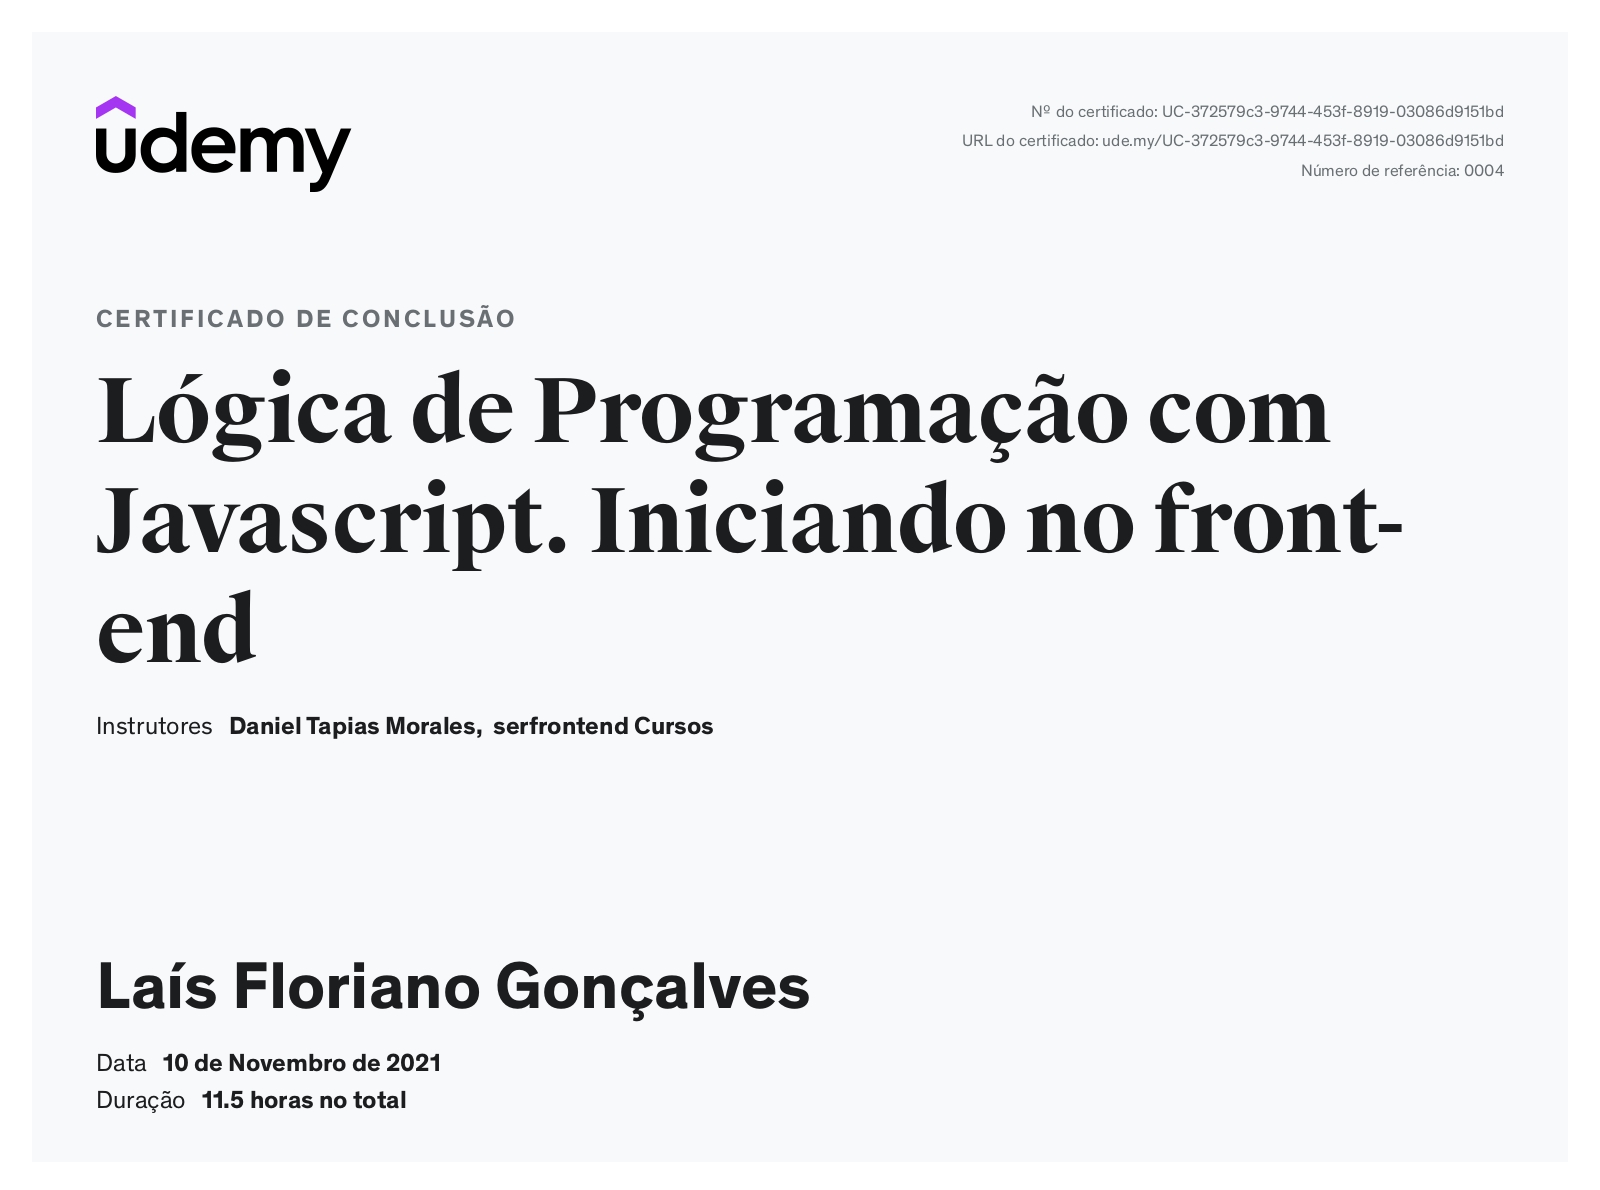 udemy
Nº do certificado: UC-372579c3-9744-453f-8919-03086d9151bd
URL do certificado: ude.my/UC-372579c3-9744-453f-8919-03086d9151bd
Número de referência: 0004
CERTIFICADO DE CONCLUSÃO
Lógica de Programação com
Javascript. Iniciando no front-
end
Instrutores Daniel Tapias Morales, serfrontend Cursos
Laís Floriano Gonçalves
Data 10 de Novembro de 2021
Duração 11.5 horas no total